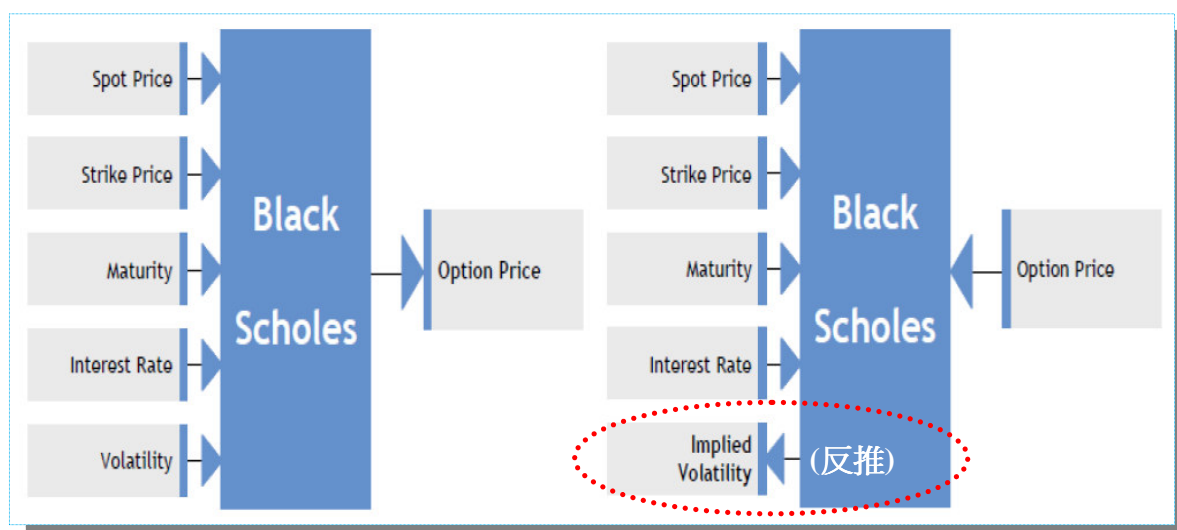 Spot Price
Strike Price
Maturity
Interest Rate
Volatility
Black
Scholes
Option Price
Spot Price
Strike Price
Maturity
Interest Rate
Implied
Volatility
Black
Scholes
(反推)
Option Price